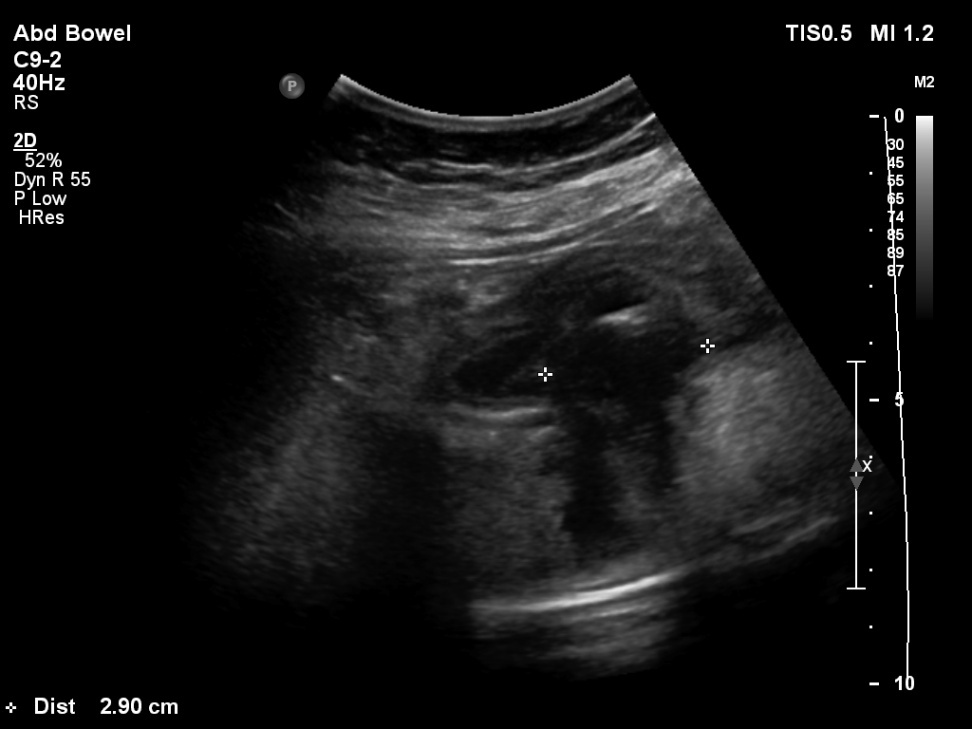 Abd Bowel
C9-2
40Hz
RS
2D
52%
Dyn R 55
P Low
HRes
P
TIS0.5 MI 1.2
M2
0
30
45
55
65
74
85
89
87
5
x
10
Dist 2.90 cm